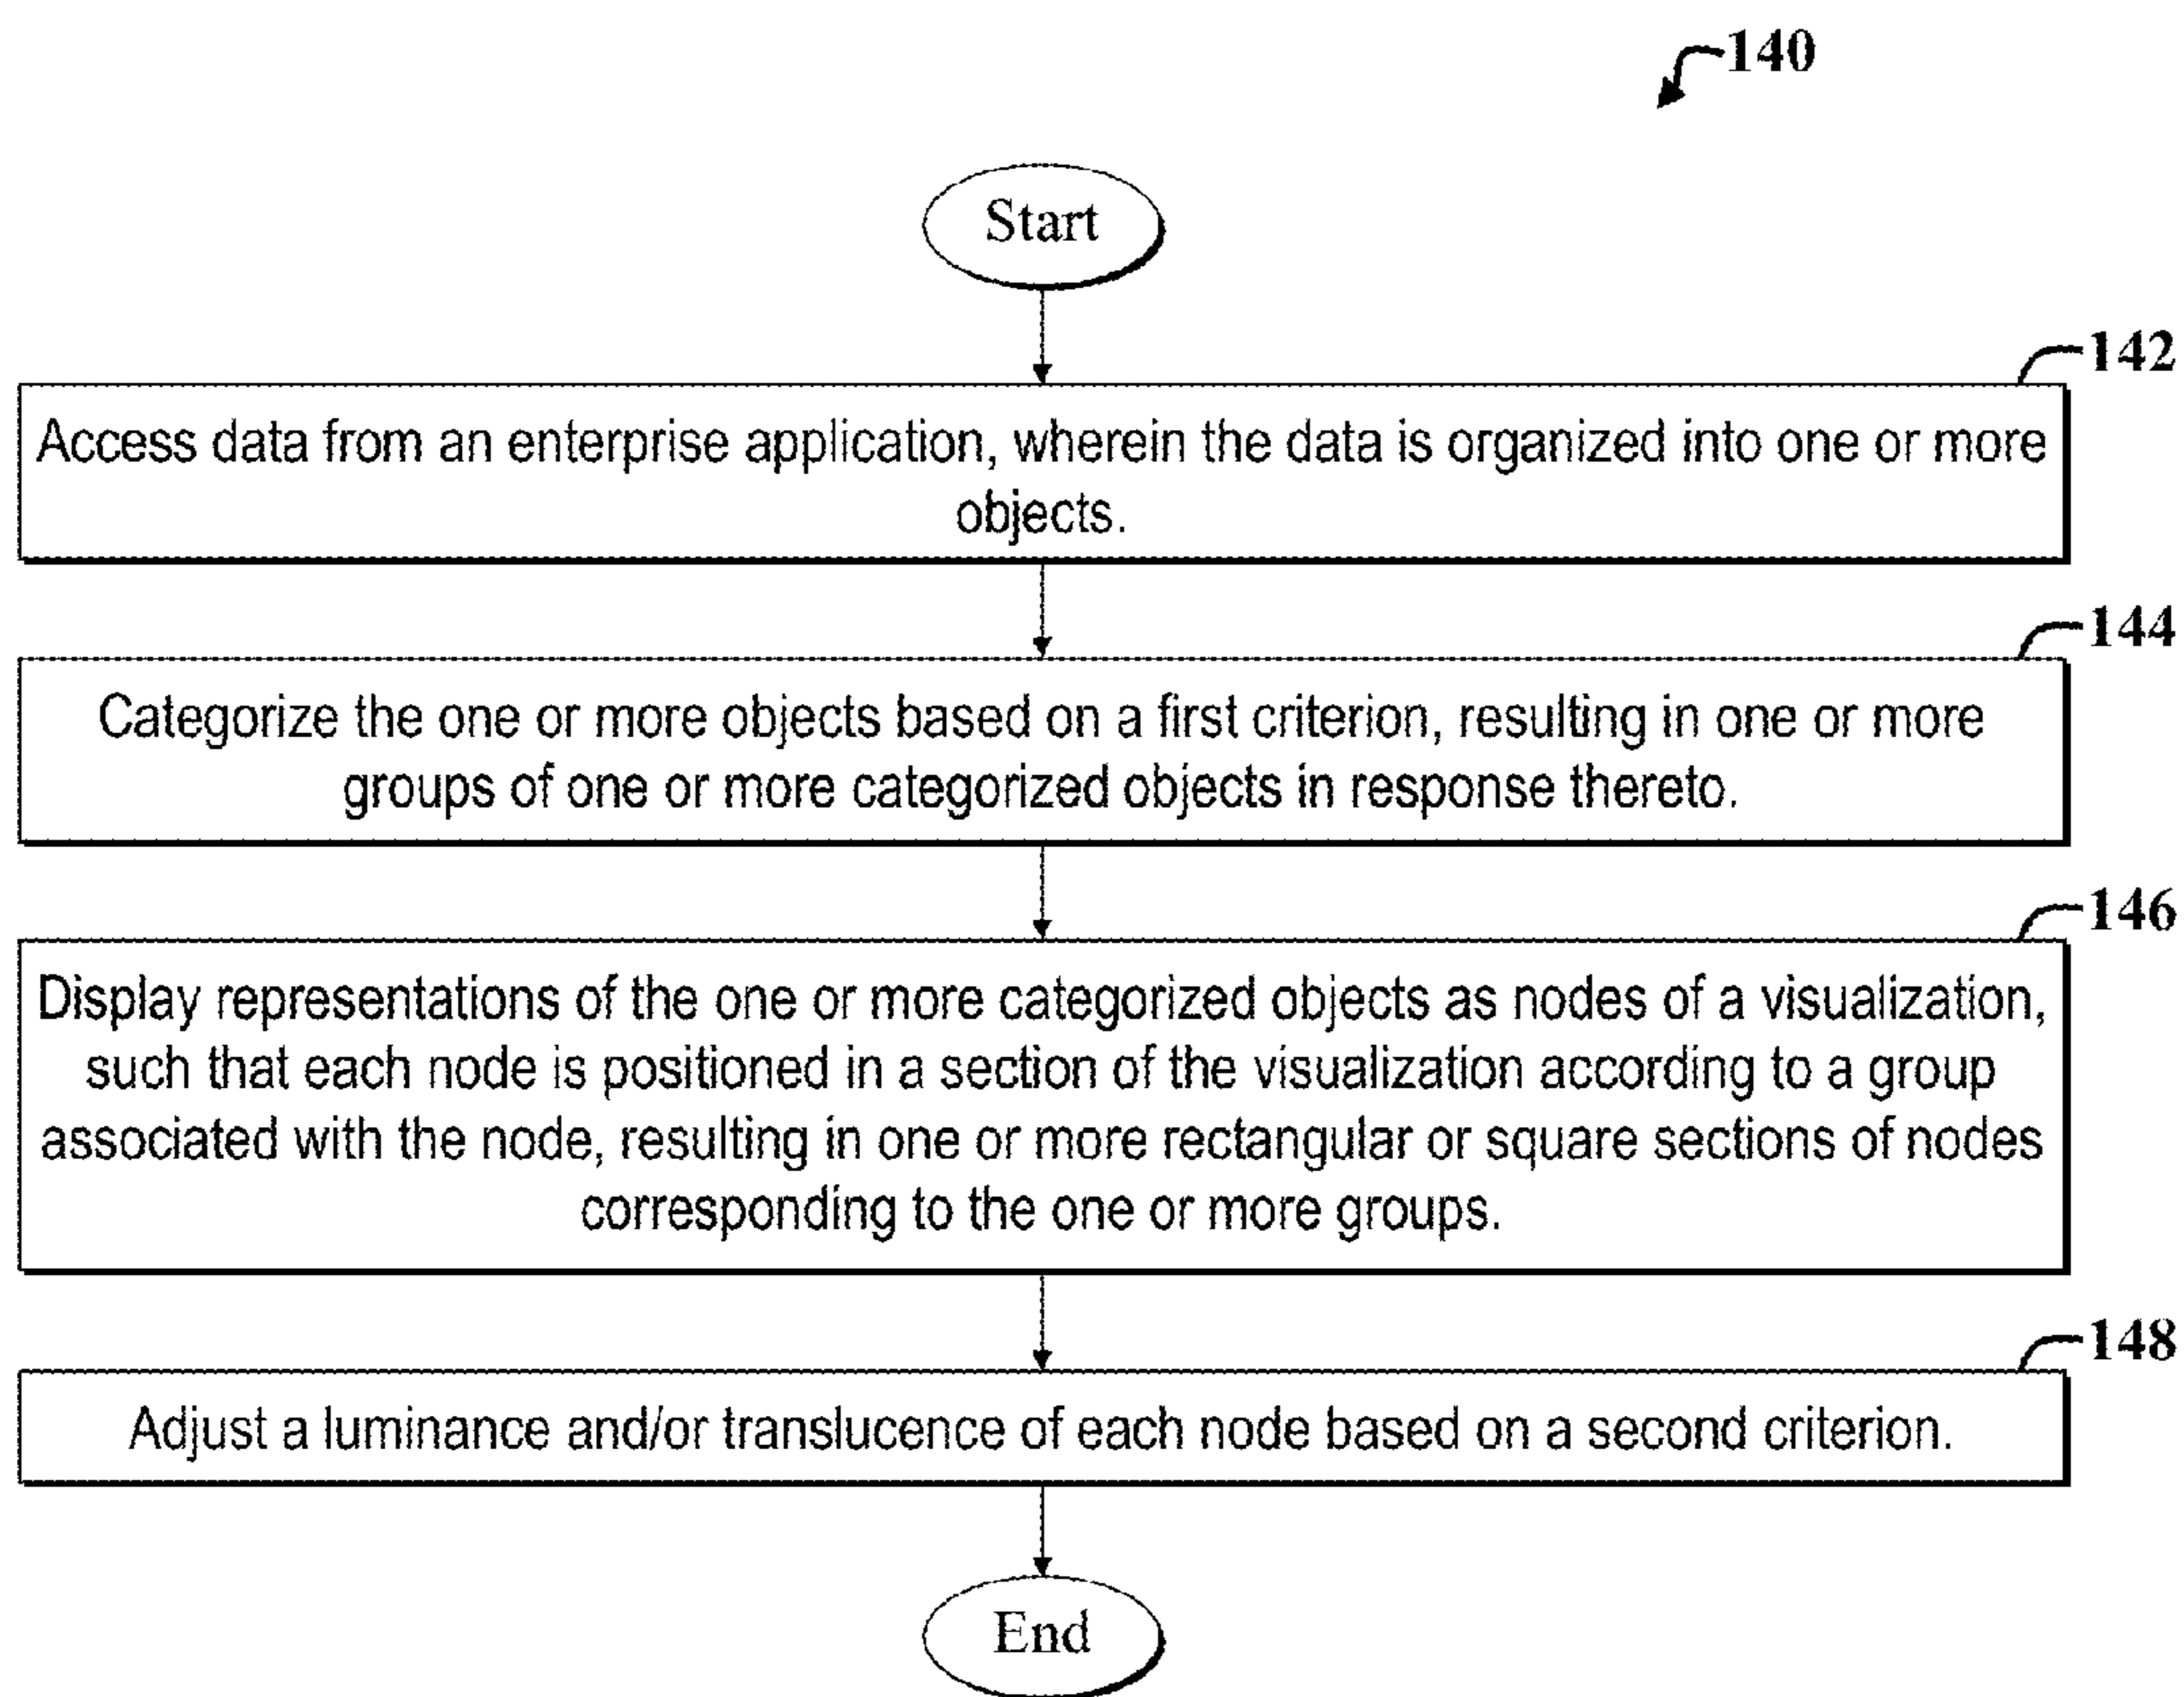 140
Start
142
Access data from an enterprise application, wherein the data is organized into one or more
objects.
144
Categorize the one or more objects based on a first criterion, resulting in one or more
groups of one or more categorized objects in response thereto.
146
Display representations of the one or more categorized objects as nodes of a visualization,
such that each node is positioned in a section of the visualization according to a group
associated with the node, resulting in one or more rectangular or square sections of nodes
corresponding to the one or more groups.
148
Adjust a luminance and/or translucence of each node based on a second criterion.
End